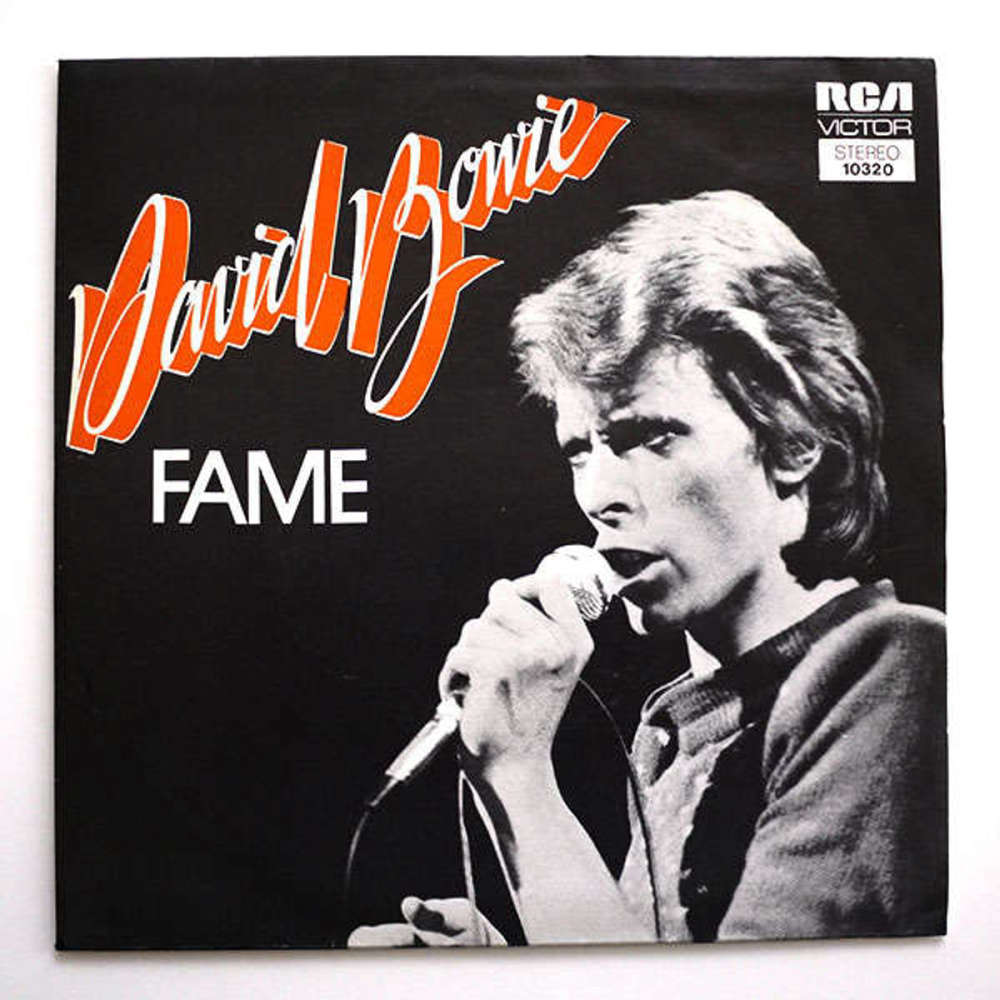 David Bowie
FAME
RCA
VICTOR
STEREO
10320